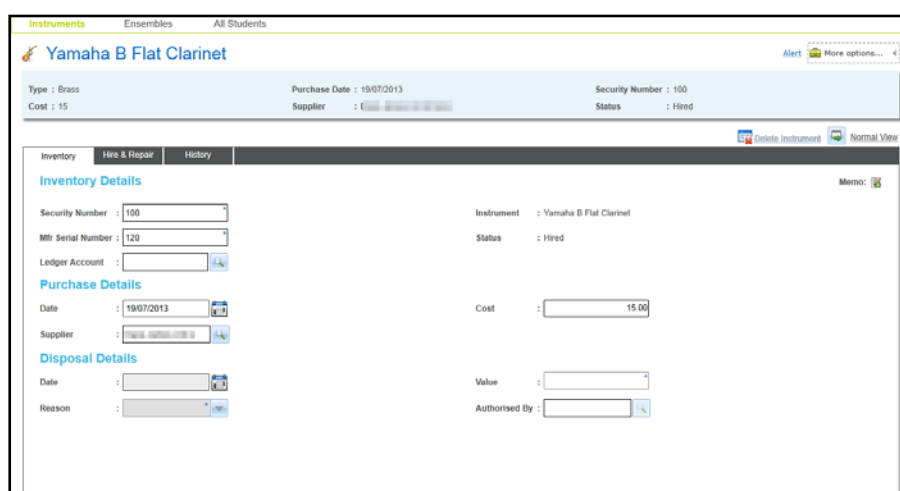 Instruments Ensembles All Students
Yamaha B Flat Clarinet Alert More options...
Type : Brass Purchase Date : 19/07/2013 Security Number : 100
Cost : 15 Supplier : Status : Hired
Delete Instrument Normal View
Inventory Hire & Repair History
Inventory Details Memo:
Security Number : 100 Instrument : Yamaha B Flat Clarinet
Mfr Serial Number : 120 Status : Hired
Ledger Account :
Purchase Details
Date : 19/07/2013 Cost : 15.00
Supplier :
Disposal Details
Date : Value :
Reason : Authorised By :